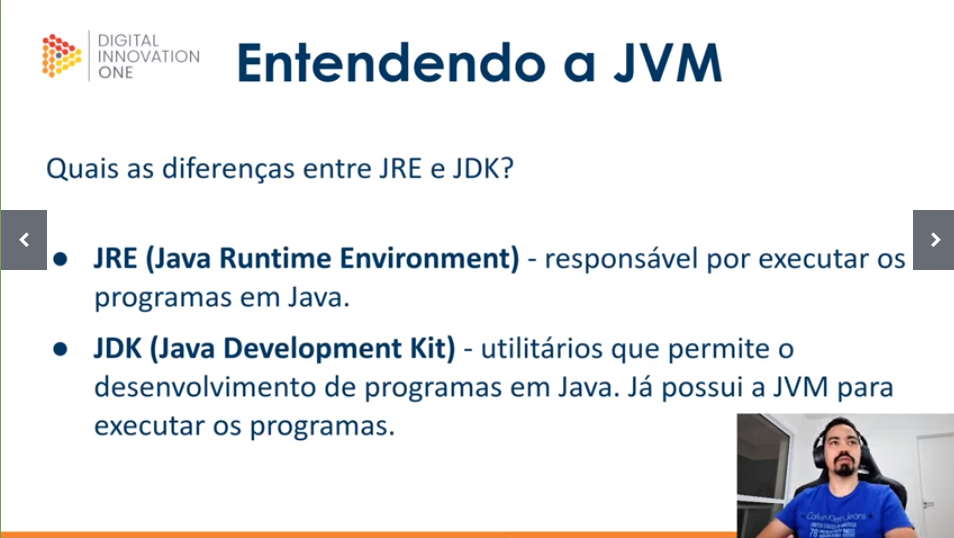 DIGITAL
INNOVATION
ONE
Entendendo a JVM
Quais as diferenças entre JRE e JDK?
● JRE (Java Runtime Environment) - responsável por executar os
programas em Java.
● JDK (Java Development Kit) - utilitários que permite o
desenvolvimento de programas em Java. Já possui a JVM para
executar os programas.
Calvin Klein Jeans